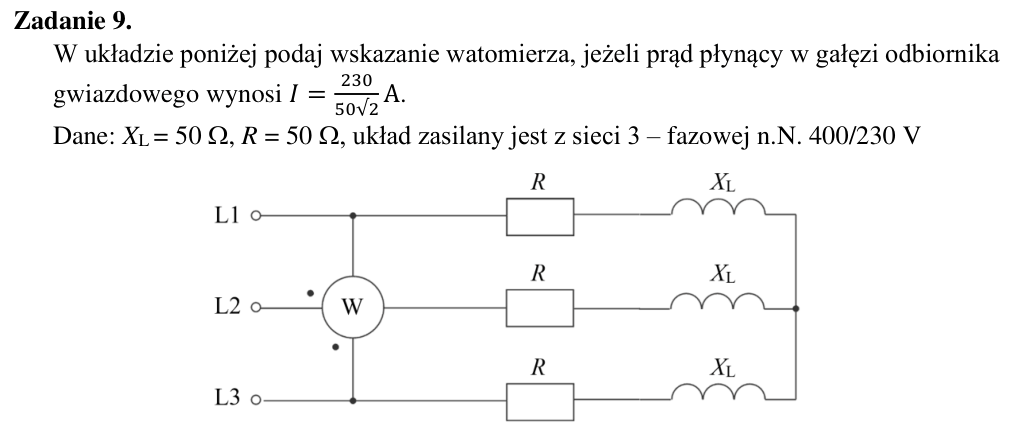 Zadanie 9.
W układzie poniżej podaj wskazanie watomierza, jeżeli prąd płynący w gałęzi odbiornika
gwiazdowego wynosi I = 230/50√2 A.
Dane: XL = 50 Ω, R = 50 Ω, układ zasilany jest z sieci 3 – fazowej n.N. 400/230 V
R XL
L1
R XL
L2 W
R XL
L3